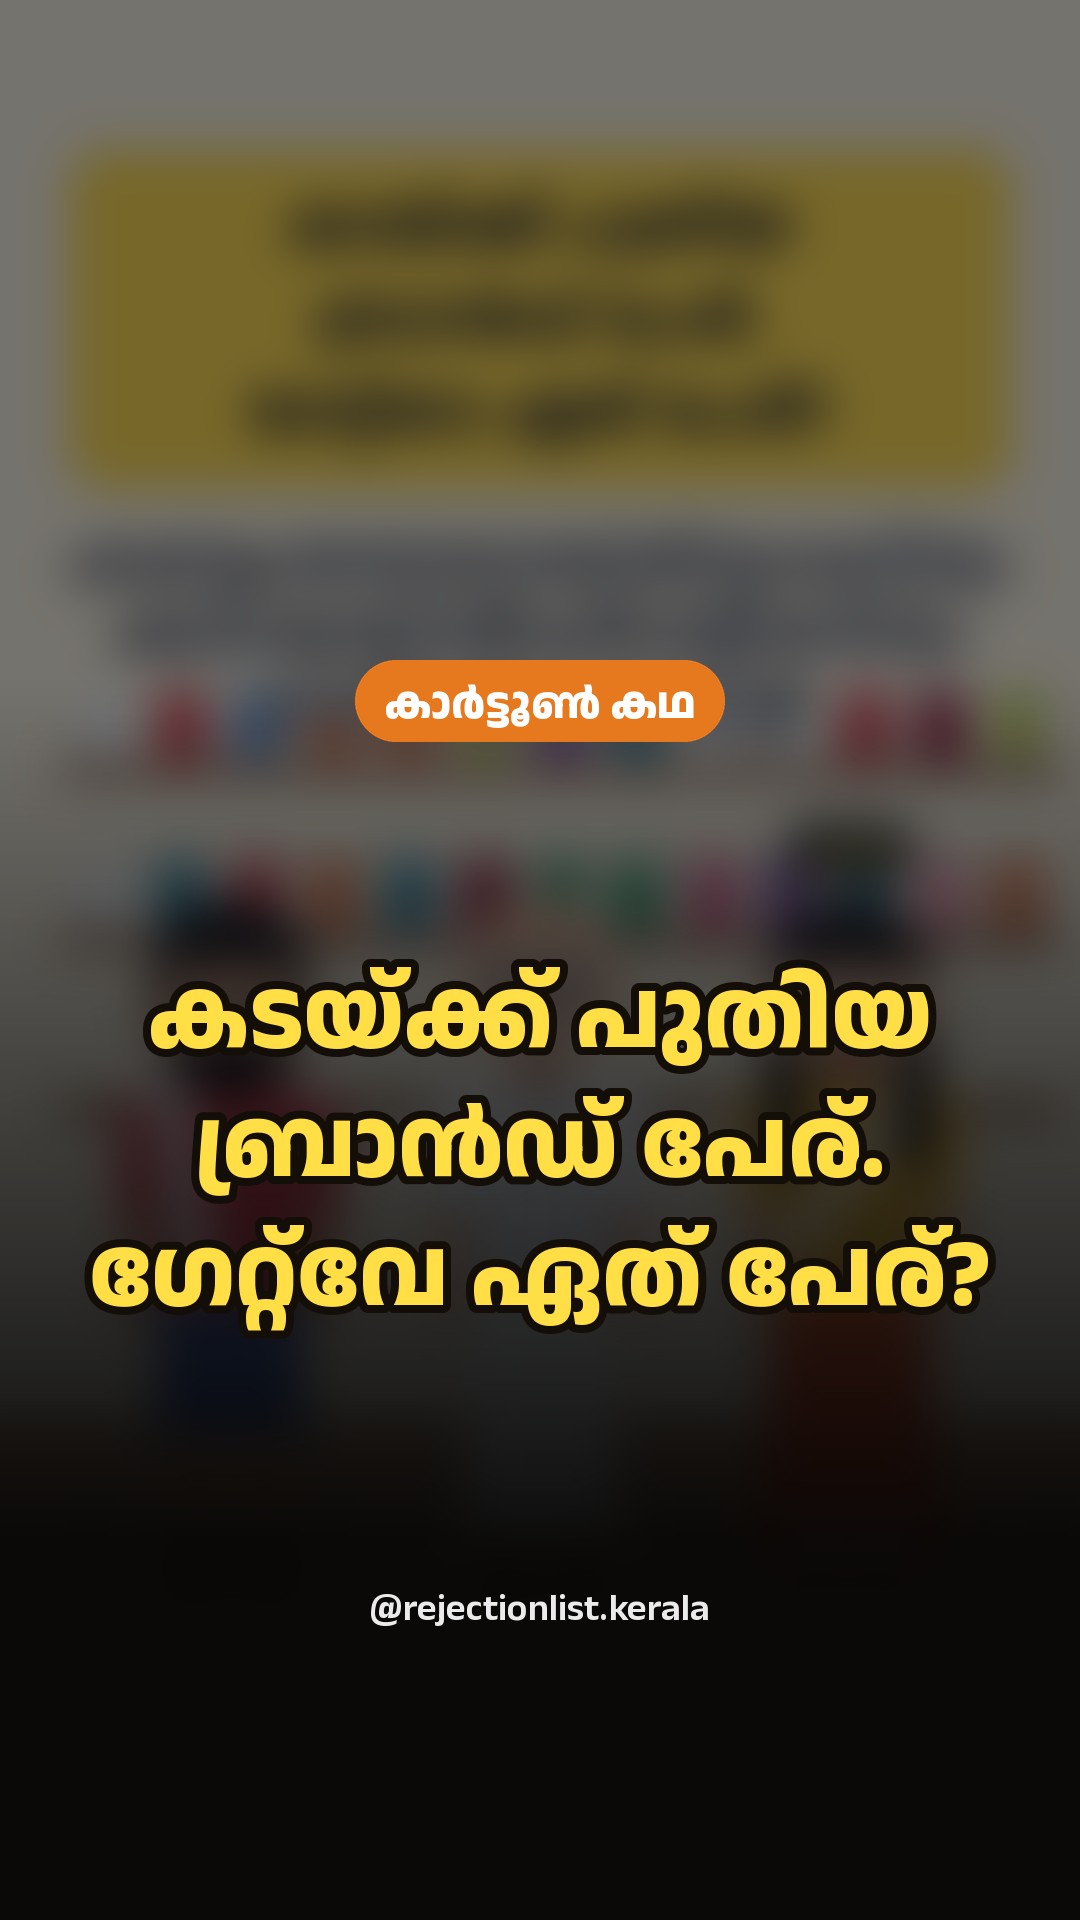 കാർട്ടൂൺ കഥ
കടയ്ക്ക് പുതിയ
ബ്രാൻഡ് പേര്.
ഗേറ്റ്‌വേ ഏത് പേര്?
@rejectionlist.kerala